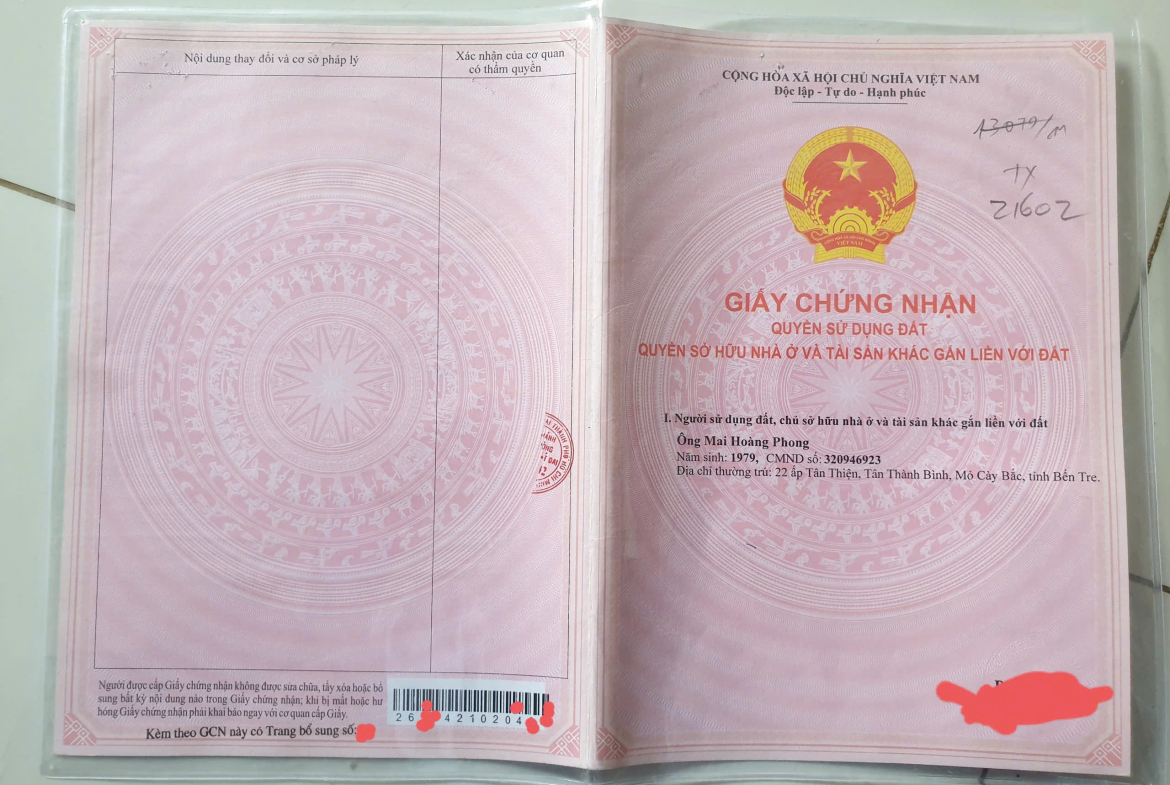 Nội dung thay đổi và cơ sở pháp lý
Xác nhận của cơ quan
có thẩm quyền
Người được cấp Giấy chứng nhận không được sửa chữa, tẩy xóa hoặc bổ
sung bất kỳ nội dung nào trong Giấy chứng nhận; khi bị mất hoặc hư
hỏng Giấy chứng nhận phải khai báo ngay với cơ quan cấp Giấy.
Kèm theo GCN này có Trang bổ sung số:
CỘNG HÒA XÃ HỘI CHỦ NGHĨA VIỆT NAM
Độc lập - Tự do - Hạnh phúc
13079/
TX
21602
VIỆT NAM
GIẤY CHỨNG NHẬN
QUYỀN SỬ DỤNG ĐẤT
QUYỀN SỞ HỮU NHÀ Ở VÀ TÀI SẢN KHÁC GẮN LIỀN VỚI ĐẤT
I. Người sử dụng đất, chủ sở hữu nhà ở và tài sản khác gắn liền với đất
Ông Mai Hoàng Phong
Năm sinh: 1979, CMND số: 320946923
Địa chỉ thường trú: 22 ấp Tân Thiện, Tân Thành Bình, Mỏ Cày Bắc, tỉnh Bến Tre.